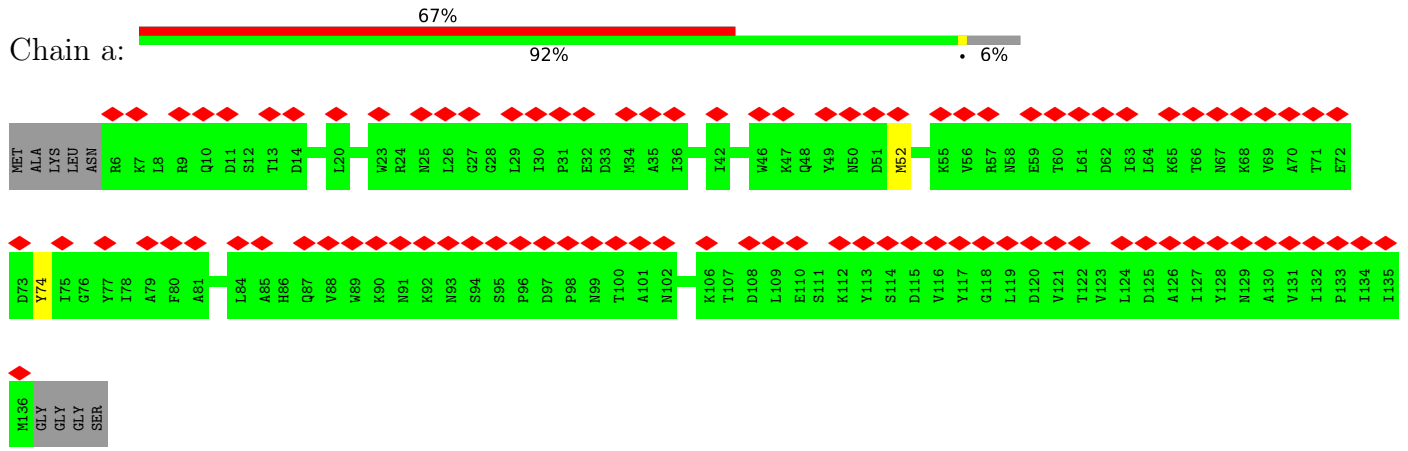 67%
Chain a:
92% • 6%
MET ALA LYS LEU ASN R6 K7 L8 R9 Q10 D11 S12 T13 D14 L20 W23 R24 N25 L26 G27 G28 L29 I30 P31 E32 D33 M34 A35 I36 I42 W46 K47 Q48 Y49 N50 D51 M52 K55 V56 R57 N58 E59 T60 L61 D62 I63 L64 K65 T66 N67 K68 V69 A70 T71 E72
D73 Y74 I75 G76 Y77 I78 A79 F80 A81 L84 A85 H86 Q87 V88 W89 K90 N91 K92 N93 S94 S95 P96 D97 P98 N99 T100 A101 N102 K106 T107 D108 L109 E110 S111 K112 Y113 S114 D115 V116 Y117 G118 L119 D120 V121 T122 V123 L124 D125 A126 I127 Y128 N129 A130 V131 I132 P133 I134 I135
M136 GLY GLY GLY SER